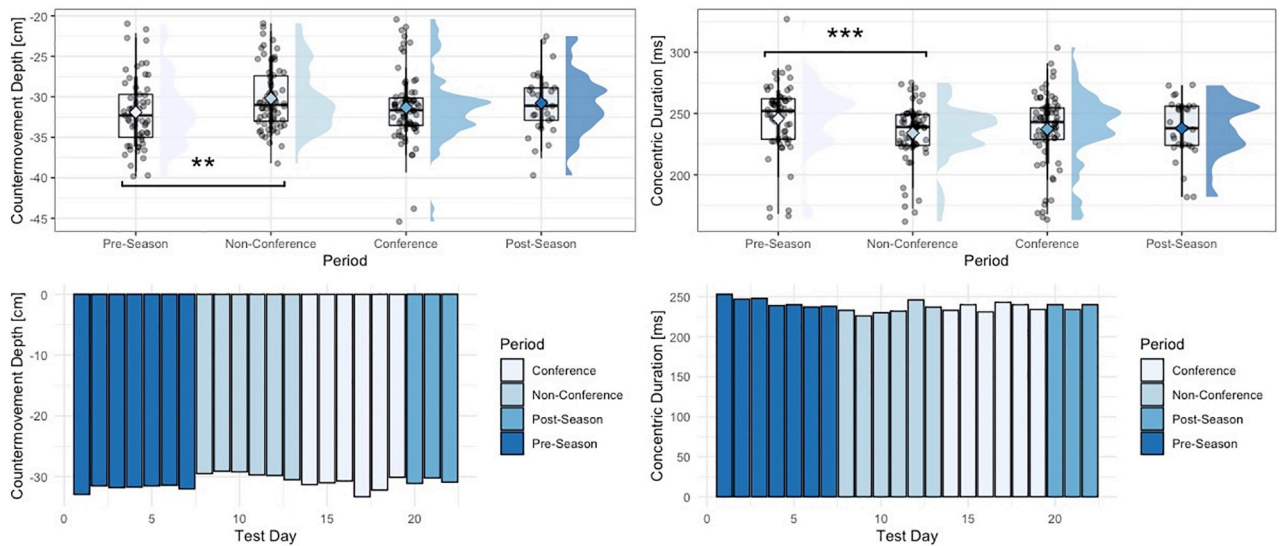 Countermovement Depth [cm]
-20
-25
-30
-35
-40
-45
**
Pre-Season
Non-Conference
Conference
Post-Season
Period
Concentric Duration [ms]
300
250
200
***
Pre-Season
Non-Conference
Conference
Post-Season
Period
Countermovement Depth [cm]
0
-10
-20
-30
0
5
10
15
20
Test Day
Period
Conference
Non-Conference
Post-Season
Pre-Season
Concentric Duration [ms]
250
200
150
100
50
0
0
5
10
15
20
Test Day
Period
Conference
Non-Conference
Post-Season
Pre-Season